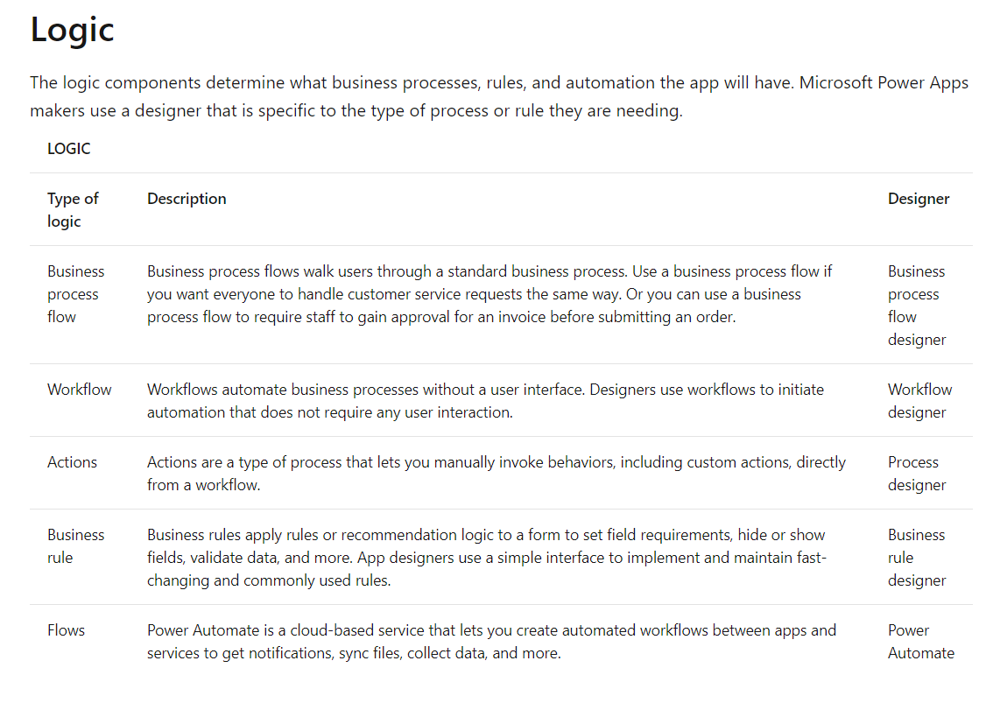 Logic
The logic components determine what business processes, rules, and automation the app will have. Microsoft Power Apps
makers use a designer that is specific to the type of process or rule they are needing.
LOGIC
Type of
logic
Description
Designer
Business
process
flow
Business process flows walk users through a standard business process. Use a business process flow if
you want everyone to handle customer service requests the same way. Or you can use a business
process flow to require staff to gain approval for an invoice before submitting an order.
Business
process
flow
designer
Workflow
Workflows automate business processes without a user interface. Designers use workflows to initiate
automation that does not require any user interaction.
Workflow
designer
Actions
Actions are a type of process that lets you manually invoke behaviors, including custom actions, directly
from a workflow.
Process
designer
Business
rule
Business rules apply rules or recommendation logic to a form to set field requirements, hide or show
fields, validate data, and more. App designers use a simple interface to implement and maintain fast-
changing and commonly used rules.
Business
rule
designer
Flows
Power Automate is a cloud-based service that lets you create automated workflows between apps and
services to get notifications, sync files, collect data, and more.
Power
Automate